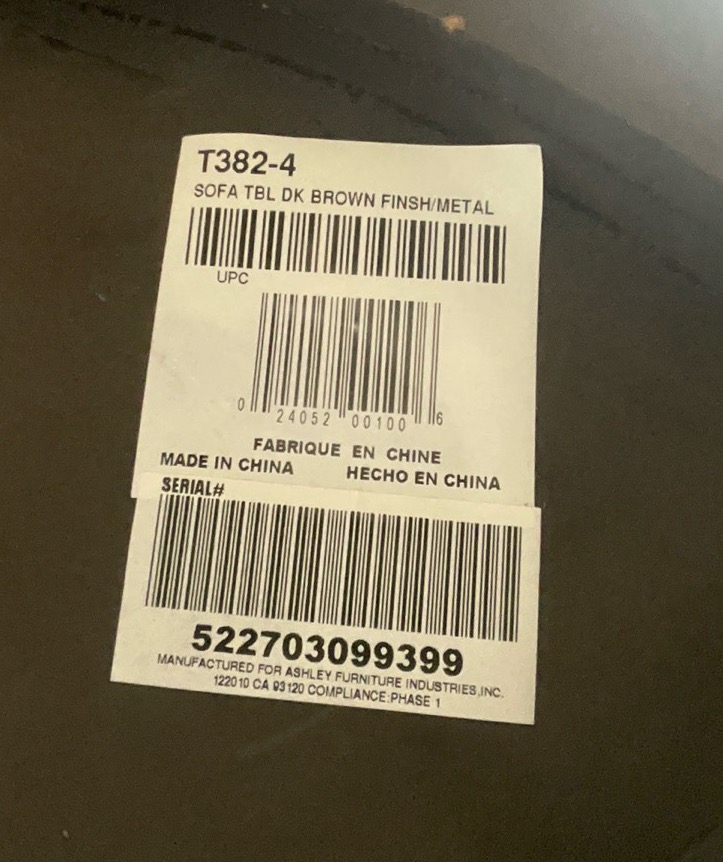 T382-4
SOFA TBL DK BROWN FINSH/METAL
UPC
0 24052 00100 6
FABRIQUE EN CHINE
MADE IN CHINA HECHO EN CHINA
SERIAL#
522703099399
MANUFACTURED FOR ASHLEY FURNITURE INDUSTRIES,INC.
122010 CA 93120 COMPLIANCE:PHASE 1